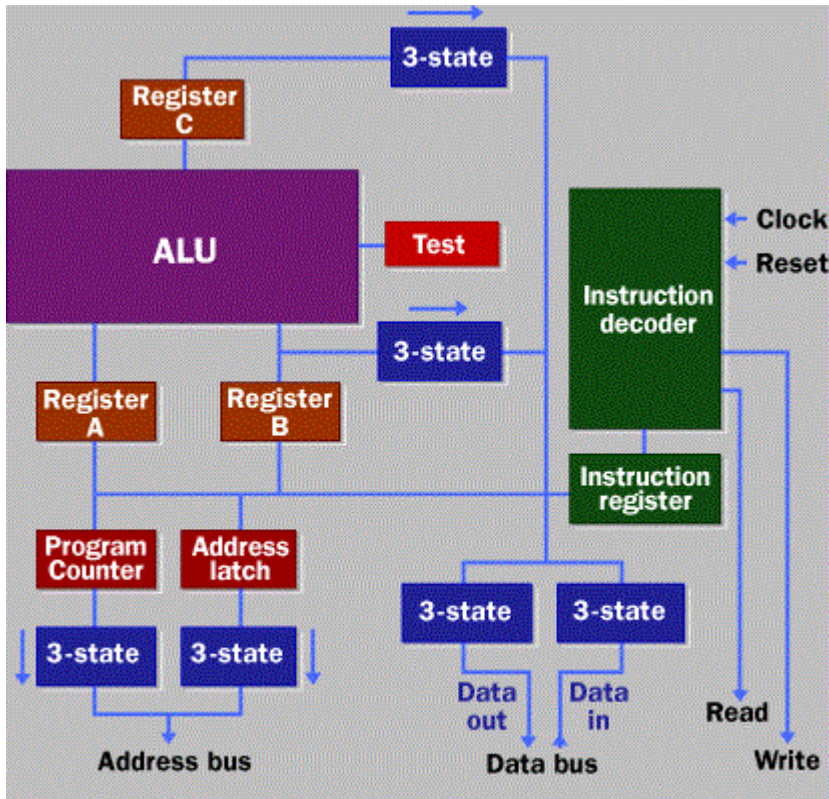 3-state
Register
C
ALU
Test
Clock
Reset
Instruction
decoder
3-state
Register
A
Register
B
Instruction
register
Program
Counter
Address
latch
3-state
3-state
3-state
3-state
Data
out
Data
in
Read
Address bus
Data bus
Write